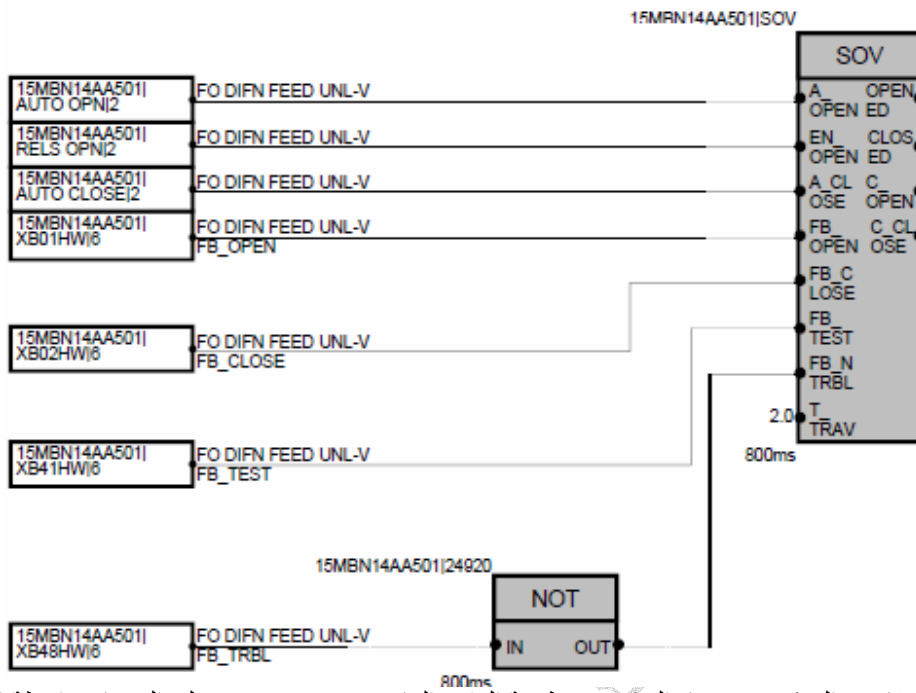 15MBN14AA501|SOV
SOV
15MBN14AA501|
AUTO OPN|2
FO DIFN FEED UNL-V
A_
OPEN
OPEN
ED
15MBN14AA501|
RELS OPN|2
FO DIFN FEED UNL-V
EN_
OPEN
CLOS
ED
15MBN14AA501|
AUTO CLOSE|2
FO DIFN FEED UNL-V
A_CL
OSE
C_
OPEN
15MBN14AA501|
XB01HW|6
FO DIFN FEED UNL-V
FB_OPEN
FB_
OPEN
C_CL
OSE
FB_C
LOSE
15MBN14AA501|
XB02HW|6
FO DIFN FEED UNL-V
FB_CLOSE
FB_
TEST
FB_N
TRBL
2.0
T_
TRAV
800ms
15MBN14AA501|
XB41HW|6
FO DIFN FEED UNL-V
FB_TEST
15MBN14AA501|24920
NOT
15MBN14AA501|
XB48HW|6
FO DIFN FEED UNL-V
FB_TRBL
IN
OUT
800ms